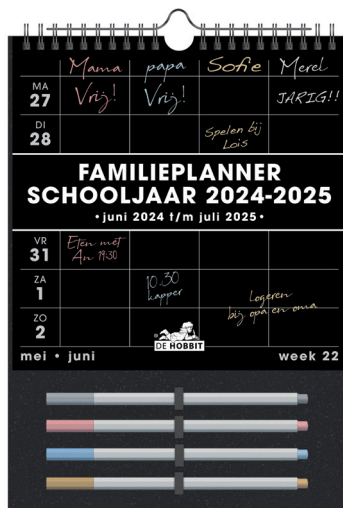 Mama papa Sofie Merel
MA
27
Vrij! Vrij! JARIG!!
DI
28
Spelen bij
Lois
FAMILIEPLANNER
SCHOOLJAAR 2024-2025
• juni 2024 t/m juli 2025 •
VR
31
Eten met
An 19:30
ZA
1
10.30
kapper
Logeren
bij opa en oma
ZO
2
DE HOBBIT
mei • juni week 22